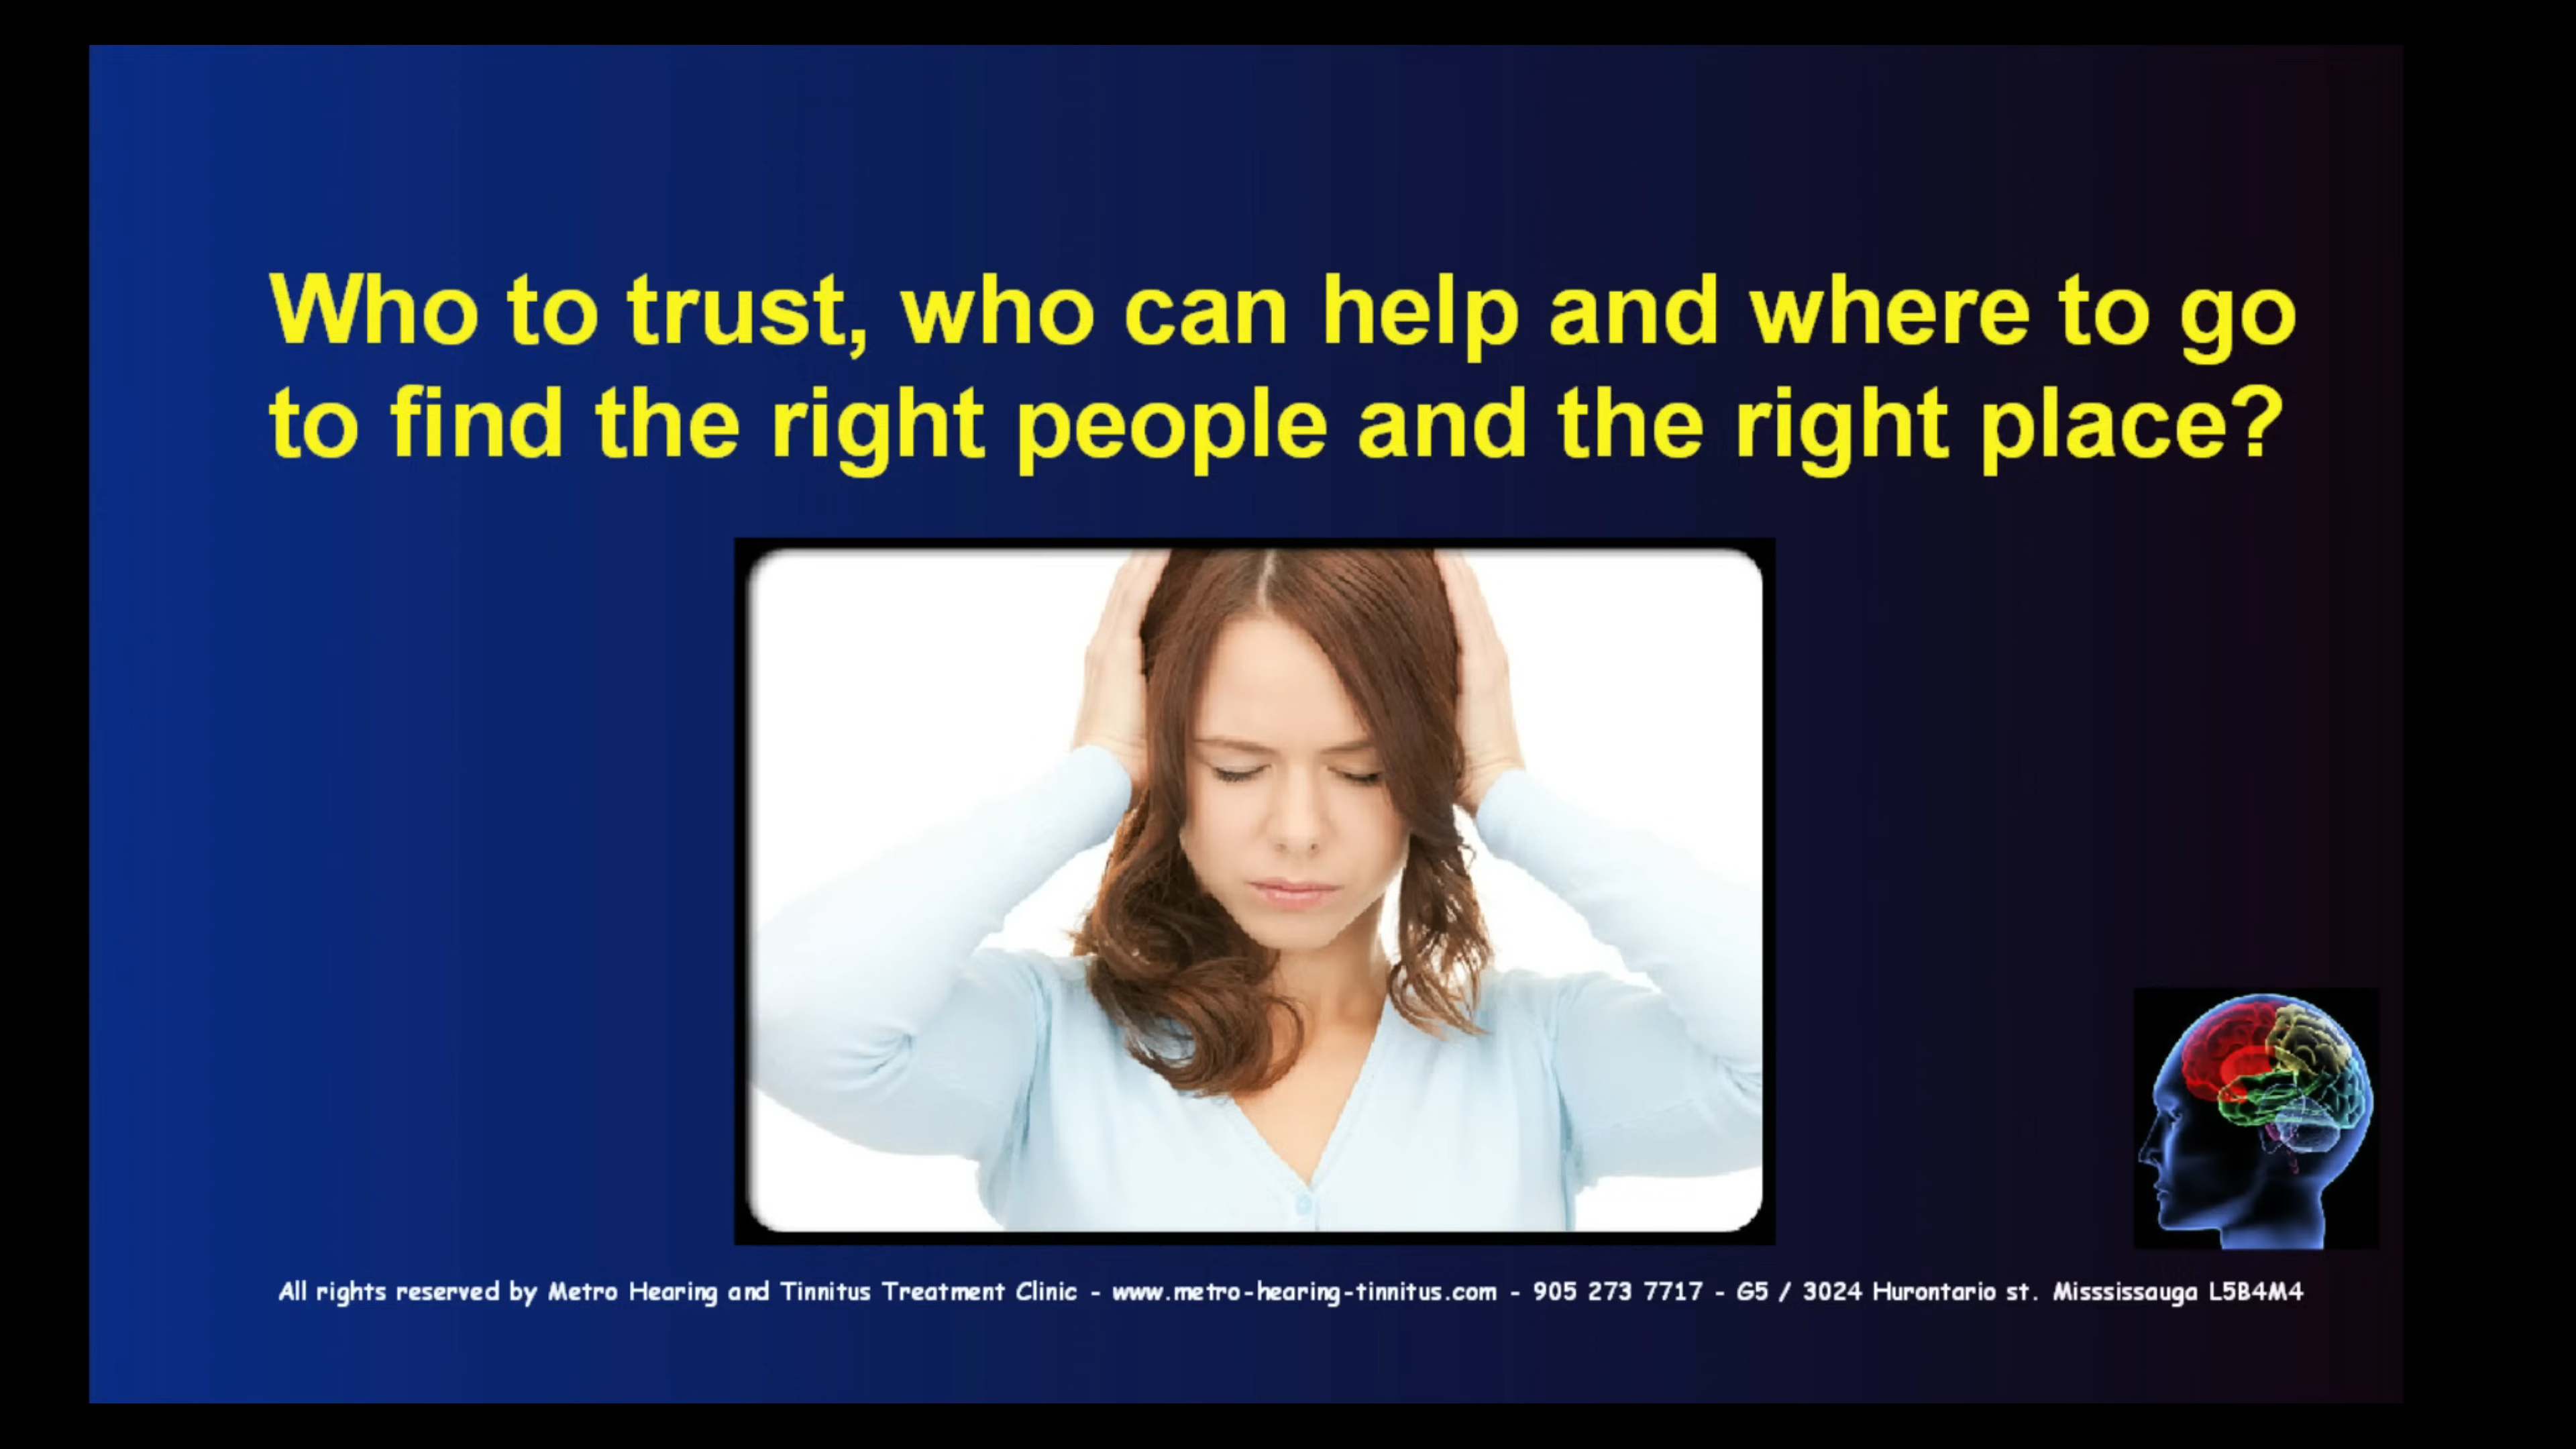 Who to trust, who can help and where to go
to find the right people and the right place?
All rights reserved by Metro Hearing and Tinnitus Treatment Clinic - www.metro-hearing-tinnitus.com - 905 273 7717 - G5 / 3024 Hurontario st. Misssissauga L5B4M4